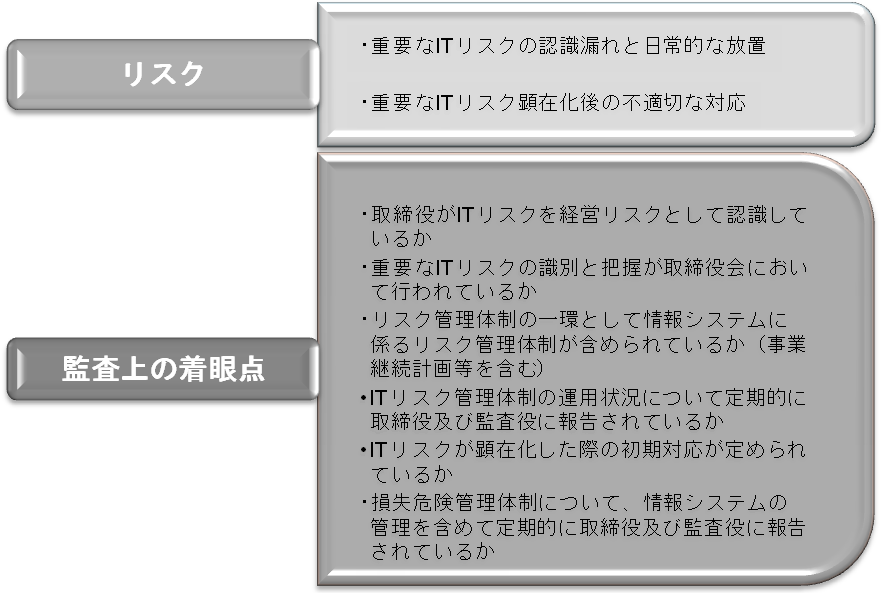 リスク
・重要なITリスクの認識漏れと日常的な放置
・重要なITリスク顕在化後の不適切な対応
監査上の着眼点
・取締役がITリスクを経営リスクとして認識して
いるか
・重要なITリスクの識別と把握が取締役会におい
て行われているか
・リスク管理体制の一環として情報システムに
係るリスク管理体制が含められているか（事業
継続計画等を含む）
•ITリスク管理体制の運用状況について定期的に
取締役及び監査役に報告されているか
•ITリスクが顕在化した際の初期対応が定められ
ているか
・損失危険管理体制について、情報システムの
管理を含めて定期的に取締役及び監査役に報告
されているか